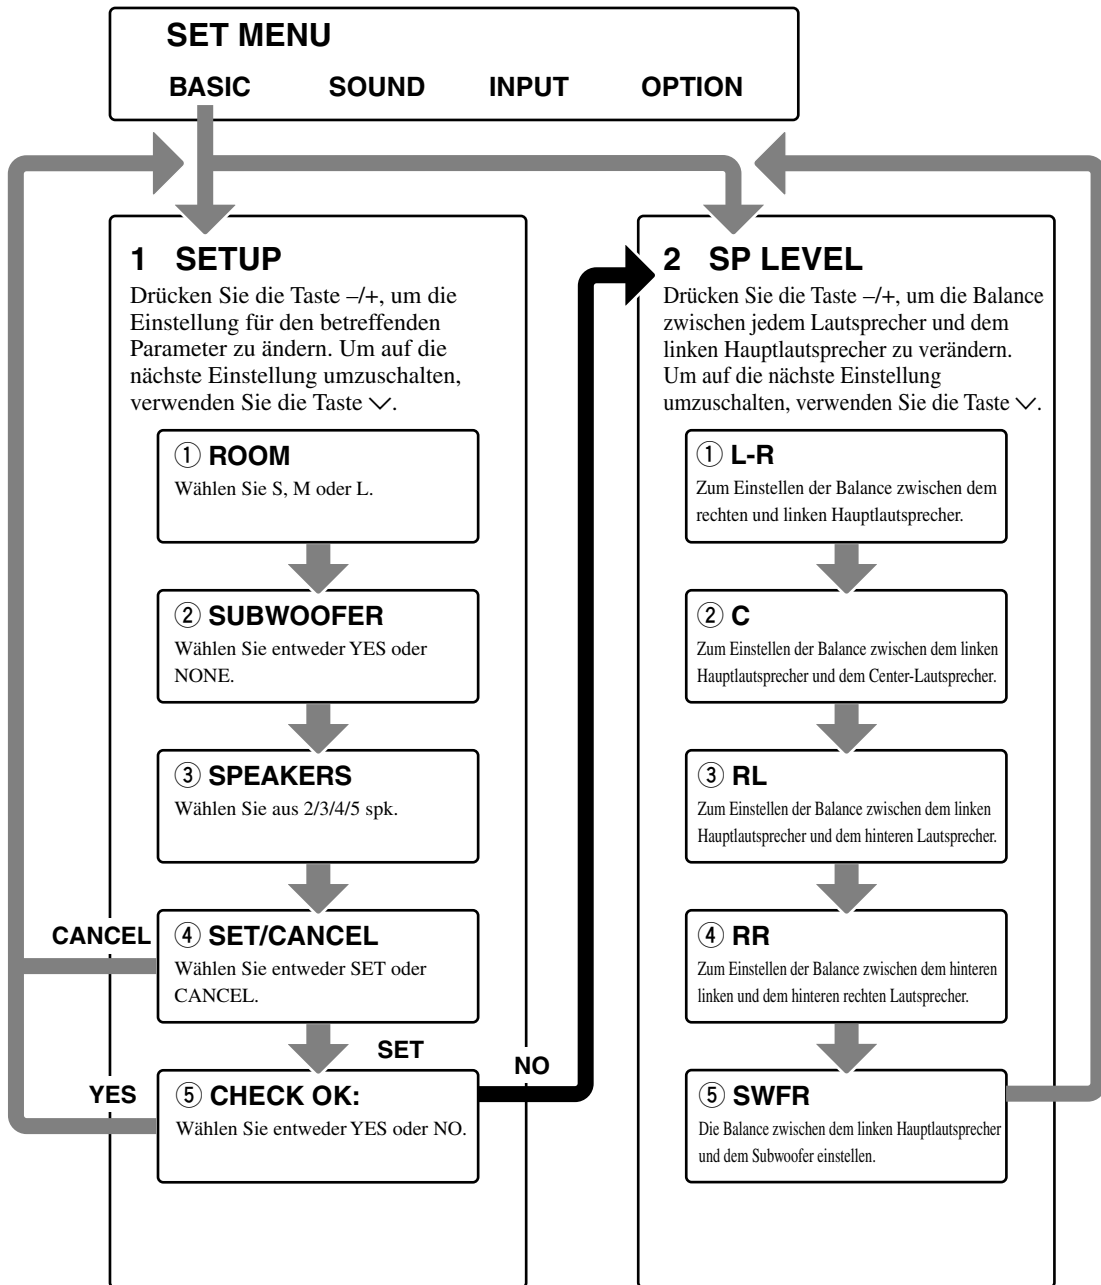 SET MENU
BASIC SOUND INPUT OPTION
1 SETUP
Drücken Sie die Taste –/+, um die
Einstellung für den betreffenden
Parameter zu ändern. Um auf die
nächste Einstellung umzuschalten,
verwenden Sie die Taste ﹀.
① ROOM
Wählen Sie S, M oder L.
② SUBWOOFER
Wählen Sie entweder YES oder
NONE.
③ SPEAKERS
Wählen Sie aus 2/3/4/5 spk.
CANCEL
④ SET/CANCEL
Wählen Sie entweder SET oder
CANCEL.
SET
NO
YES
⑤ CHECK OK:
Wählen Sie entweder YES oder NO.
2 SP LEVEL
Drücken Sie die Taste –/+, um die Balance
zwischen jedem Lautsprecher und dem
linken Hauptlautsprecher zu verändern.
Um auf die nächste Einstellung
umzuschalten, verwenden Sie die Taste ﹀.
① L-R
Zum Einstellen der Balance zwischen dem
rechten und linken Hauptlautsprecher.
② C
Zum Einstellen der Balance zwischen dem linken
Hauptlautsprecher und dem Center-Lautsprecher.
③ RL
Zum Einstellen der Balance zwischen dem linken
Hauptlautsprecher und dem hinteren Lautsprecher.
④ RR
Zum Einstellen der Balance zwischen dem hinteren
linken und dem hinteren rechten Lautsprecher.
⑤ SWFR
Die Balance zwischen dem linken Hauptlautsprecher
und dem Subwoofer einstellen.